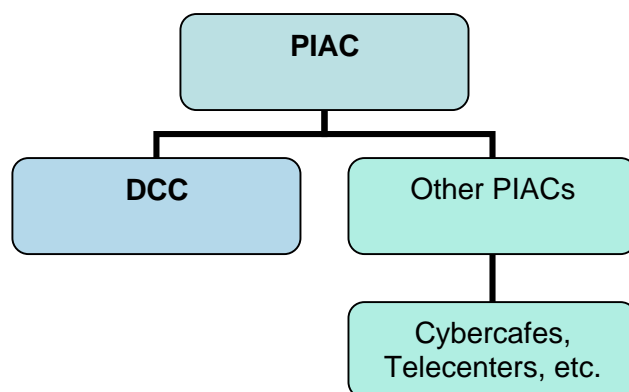 PIAC
DCC
Other PIACs
Cybercafes,
Telecenters, etc.